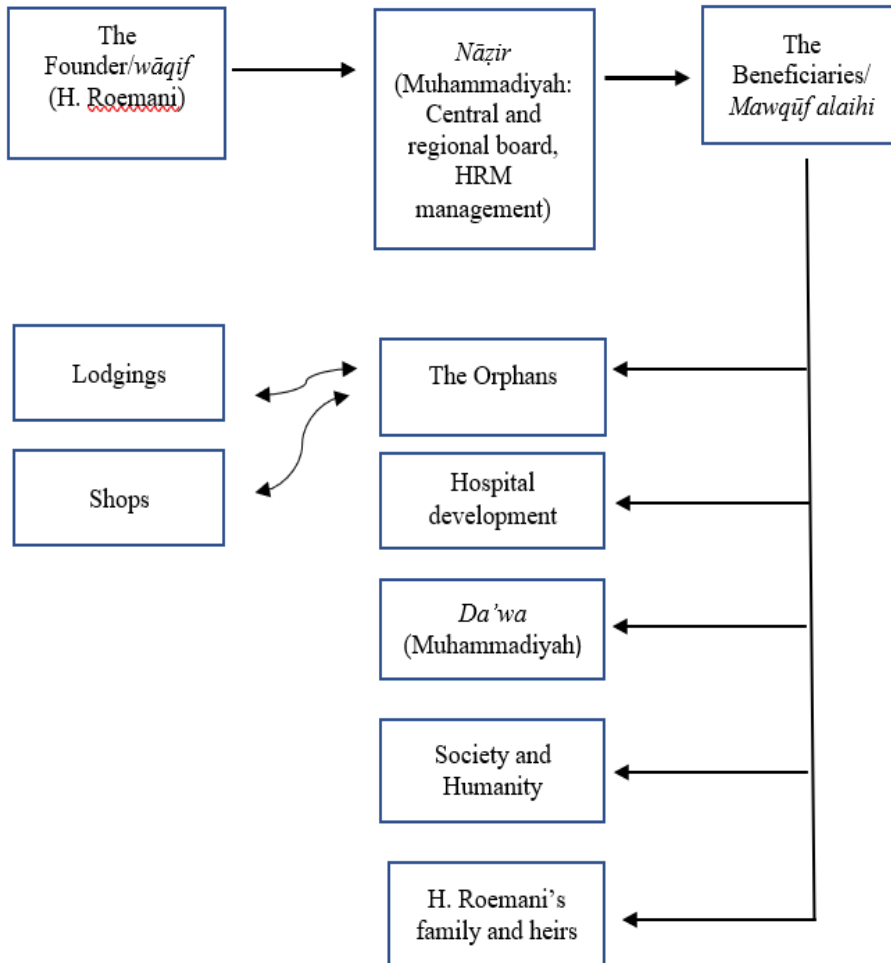 The
Founder/wāqif
(H. Roemani)
Nāẓir
(Muhammadiyah:
Central and
regional board,
HRM
management)
The
Beneficiaries/
Mawqūf alaihi
Lodgings
Shops
The Orphans
Hospital
development
Da’wa
(Muhammadiyah)
Society and
Humanity
H. Roemani’s
family and heirs